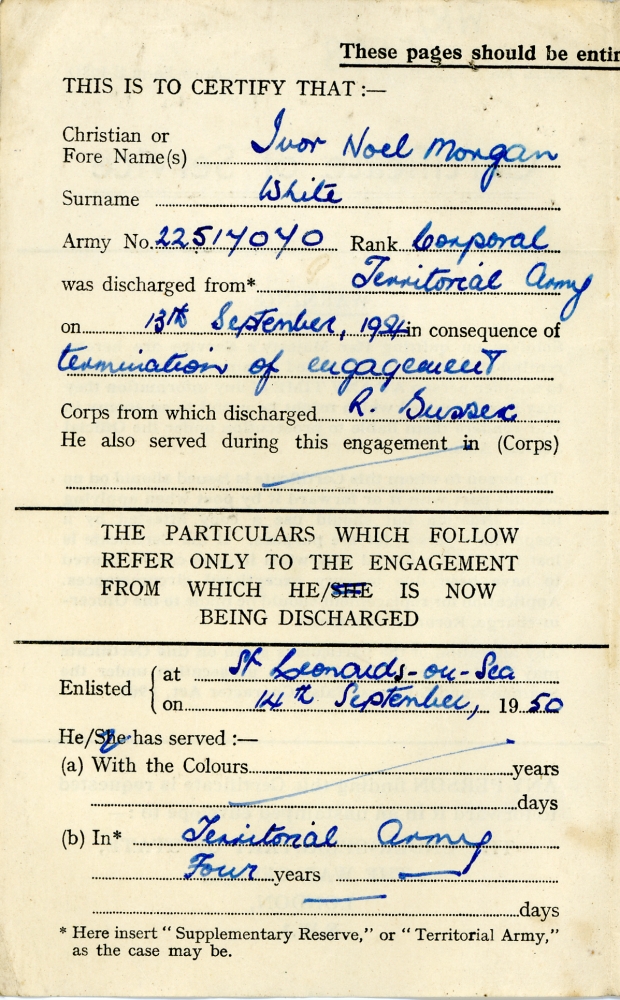 These pages should be entir
THIS IS TO CERTIFY THAT :—
Christian or
Fore Name(s) Ivor Noel Morgan
Surname White
Army No. 22517070 Rank Corporal
was discharged from* Territorial Army
on 13th September, 1954 in consequence of
termination of engagement
Corps from which discharged R. Sussex
He also served during this engagement in (Corps)
THE PARTICULARS WHICH FOLLOW
REFER ONLY TO THE ENGAGEMENT
FROM WHICH HE/SHE IS NOW
BEING DISCHARGED
Enlisted at St Leonards-on-Sea
on 14th September, 1950
He/She has served :—
(a) With the Colours years
days
(b) In* Territorial Army
Four years
days
* Here insert "Supplementary Reserve," or "Territorial Army,"
as the case may be.